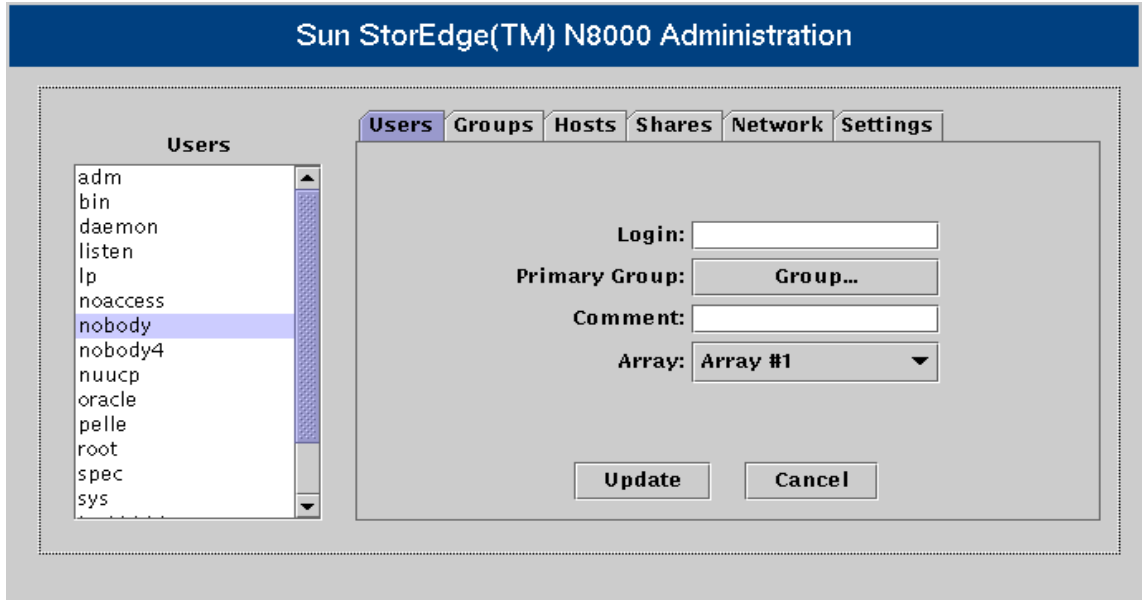 Sun StorEdge(TM) N8000 Administration
Users Groups Hosts Shares Network Settings
Users
adm
bin
daemon
listen
lp
noaccess
nobody
nobody4
nuucp
oracle
pelle
root
spec
sys
Login:
Primary Group: Group...
Comment:
Array: Array #1
Update Cancel